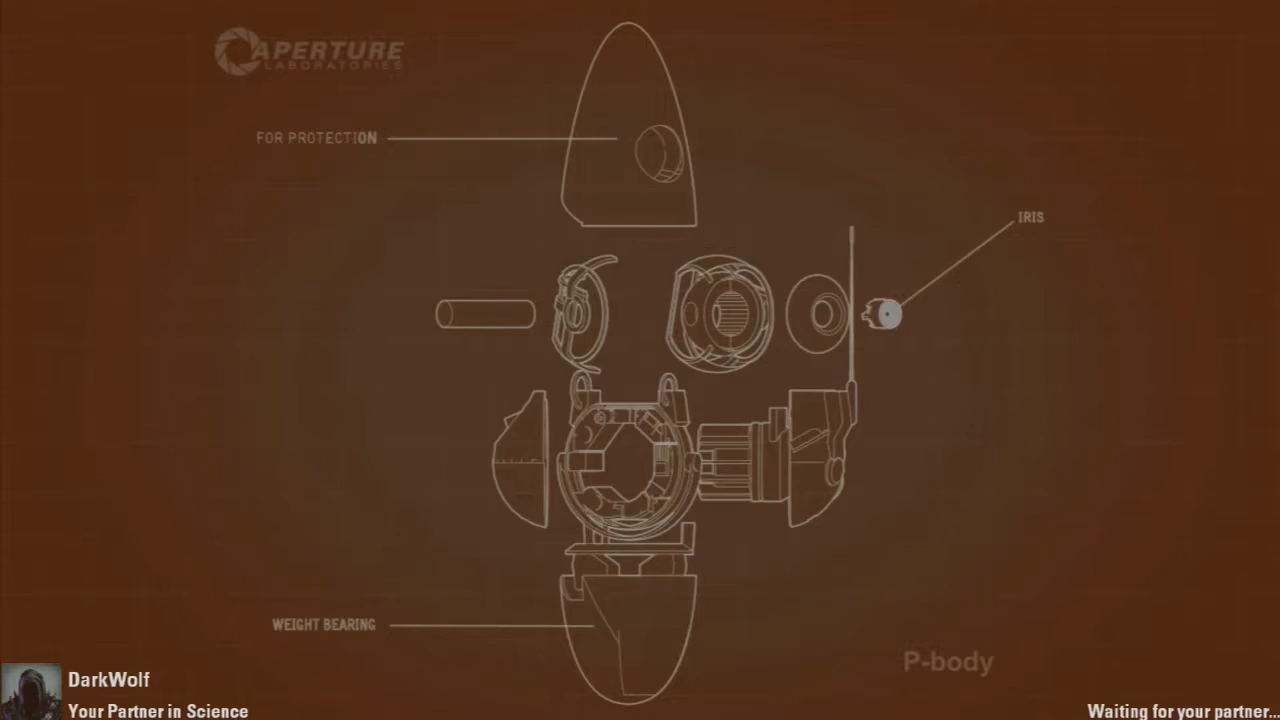 APERTURE
LABORATORIES
FOR PROTECTION
IRIS
WEIGHT BEARING
P-body
DarkWolf
Your Partner in Science
Waiting for your partner...